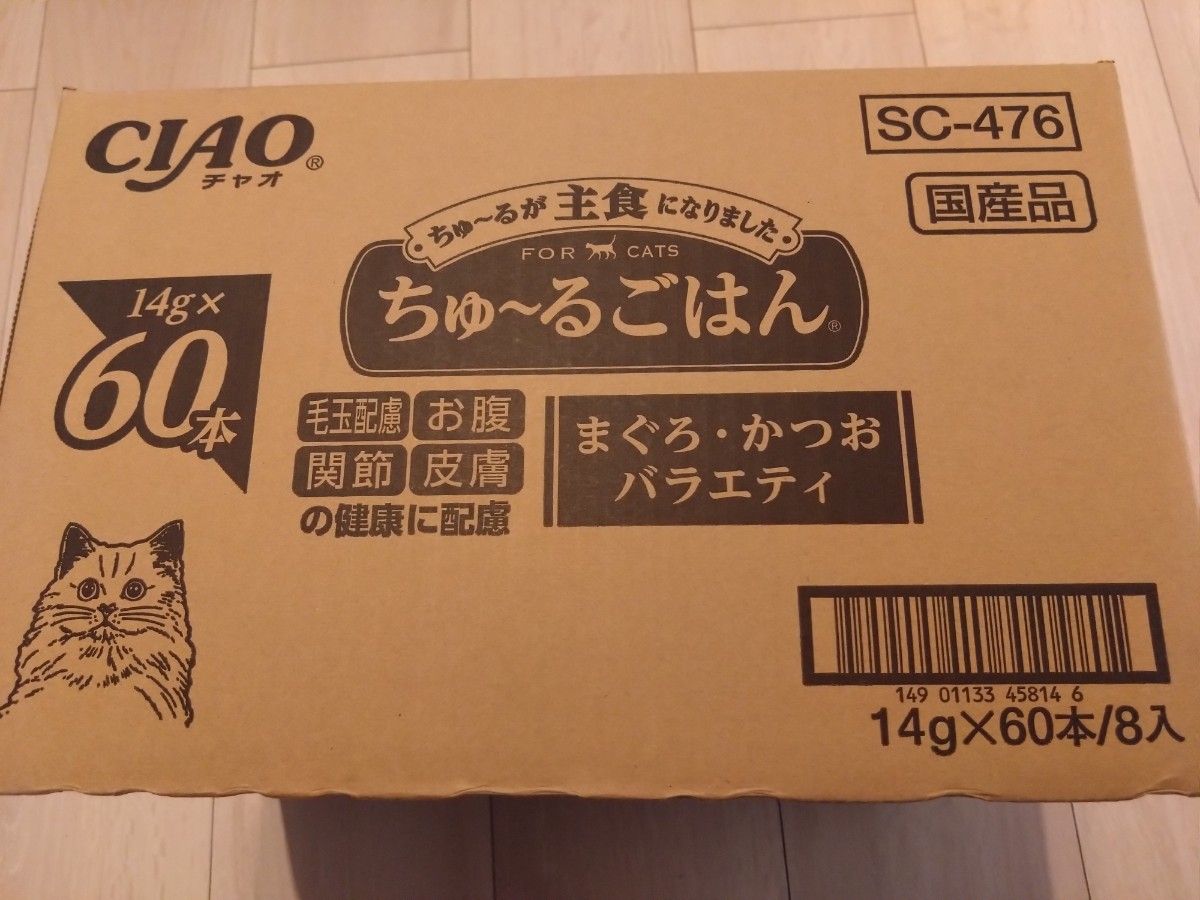 CIAO®
チャオ
SC-476
国産品
ちゅ〜るが主食になりました
FOR CATS
ちゅ〜るごはん®
14g×
60本
毛玉配慮 お腹
関節 皮膚
の健康に配慮
まぐろ・かつお
バラエティ
149 01133 45814 6
14g×60本/8入